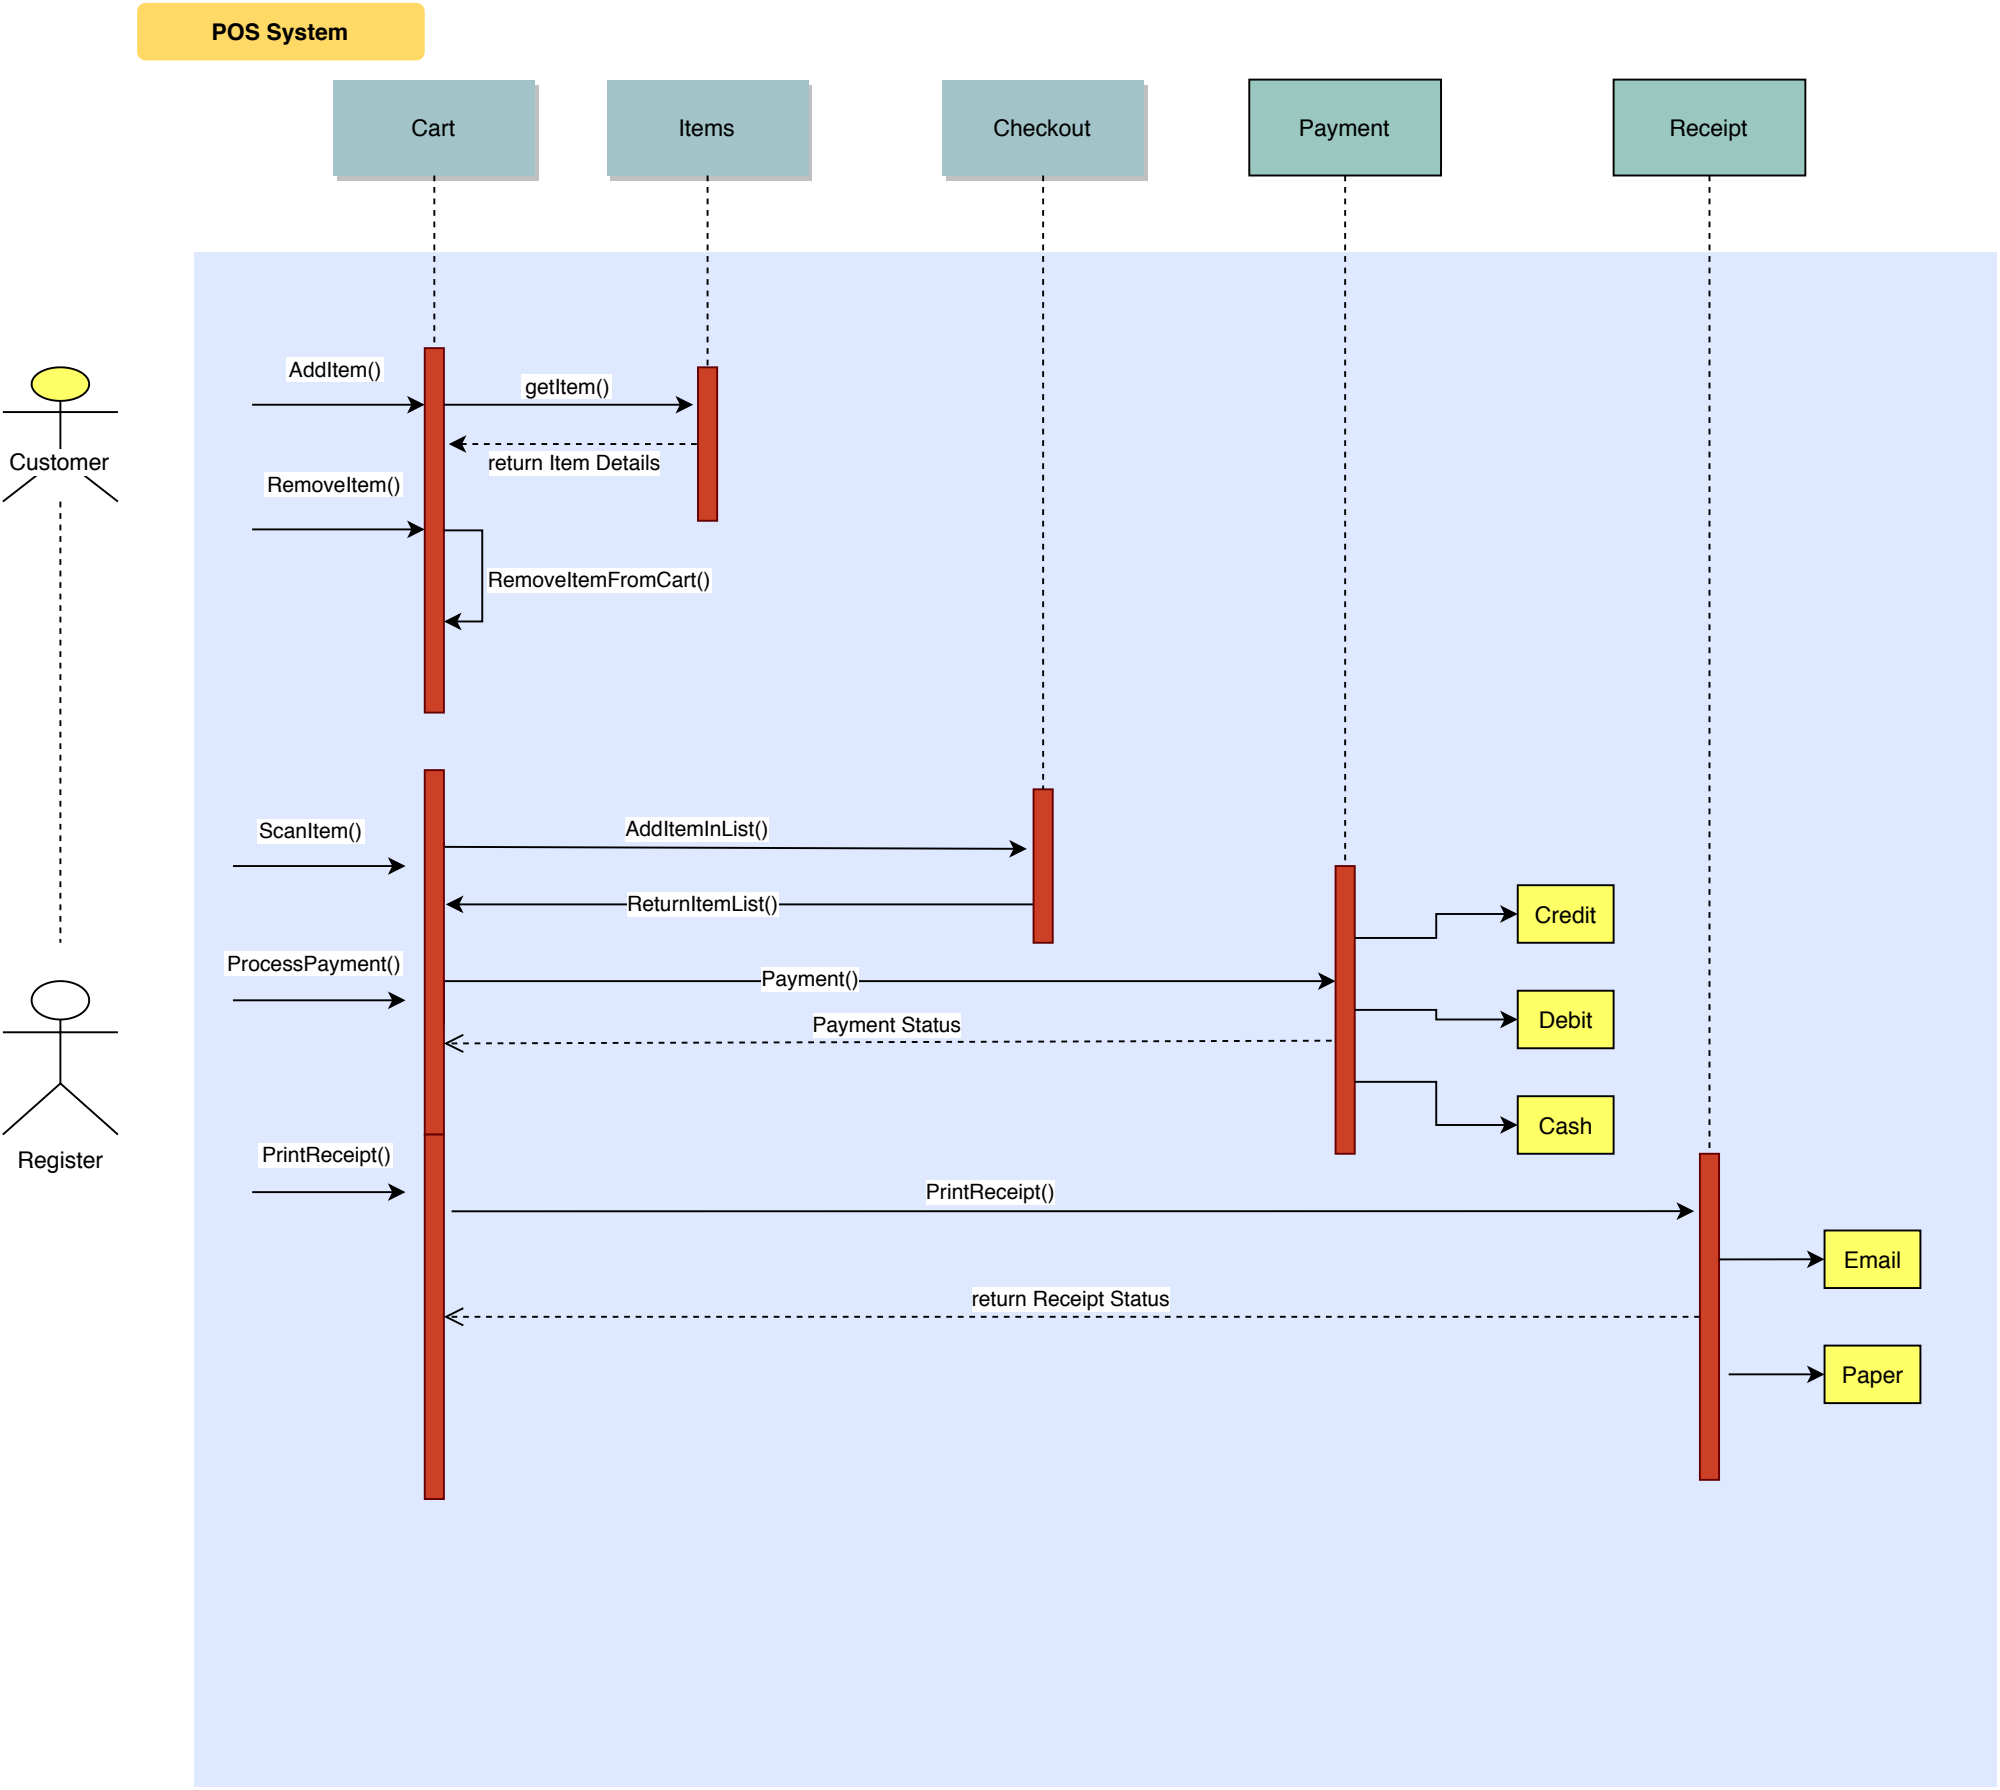 POS System
Cart
Items
Checkout
Payment
Receipt
AddItem()
getItem()
return Item Details
Customer
RemoveItem()
RemoveItemFromCart()
ScanItem()
AddItemInList()
ReturnItemList()
Credit
ProcessPayment()
Payment()
Payment Status
Debit
Cash
Register
PrintReceipt()
PrintReceipt()
Email
return Receipt Status
Paper